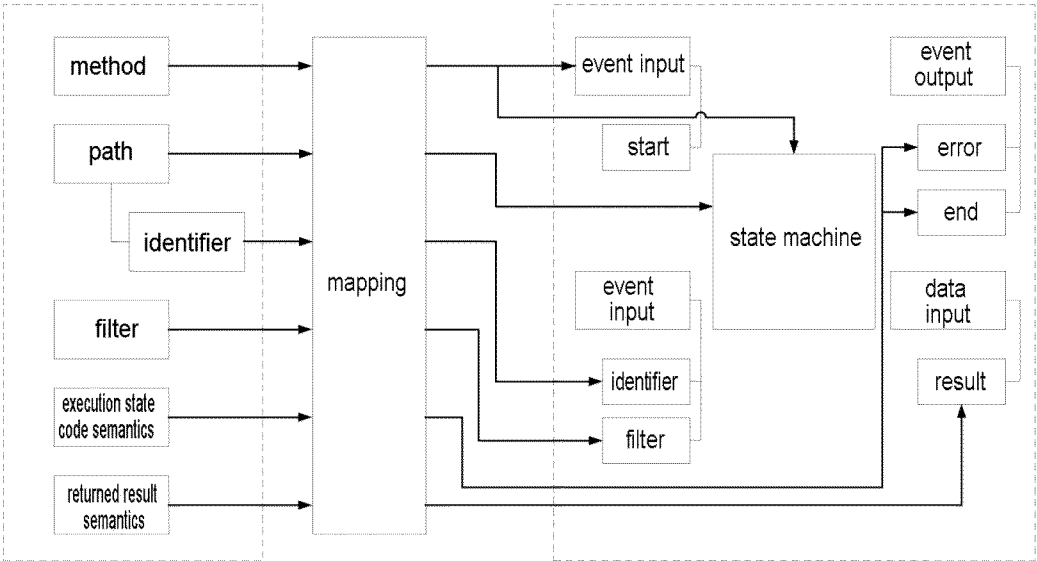 method
path
identifier
filter
execution state
code semantics
returned result
semantics
mapping
event input
start
state machine
event
input
identifier
filter
event
output
error
end
data
input
result